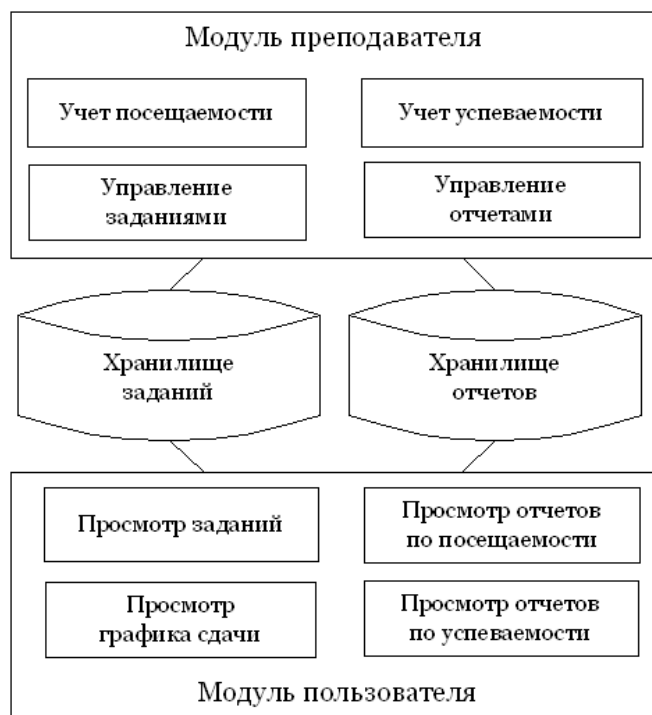 Модуль преподавателя
Учет посещаемости
Учет успеваемости
Управление
заданиями
Управление
отчетами
Хранилище
заданий
Хранилище
отчетов
Просмотр заданий
Просмотр отчетов
по посещаемости
Просмотр
графика сдачи
Просмотр отчетов
по успеваемости
Модуль пользователя